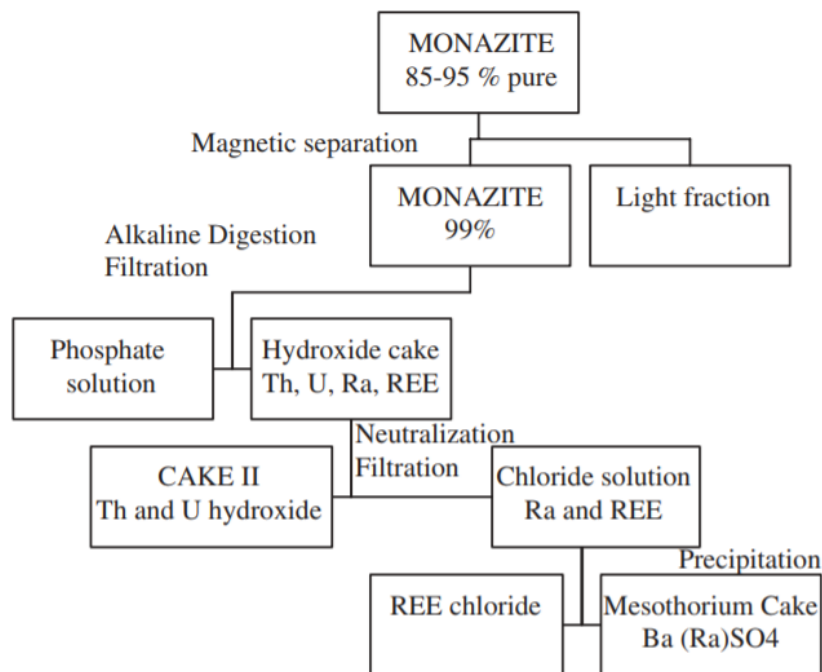 MONAZITE
85-95 % pure
Magnetic separation
MONAZITE
99%
Light fraction
Alkaline Digestion
Filtration
Phosphate
solution
Hydroxide cake
Th, U, Ra, REE
Neutralization
Filtration
CAKE II
Th and U hydroxide
Chloride solution
Ra and REE
Precipitation
REE chloride
Mesothorium Cake
Ba (Ra)SO4